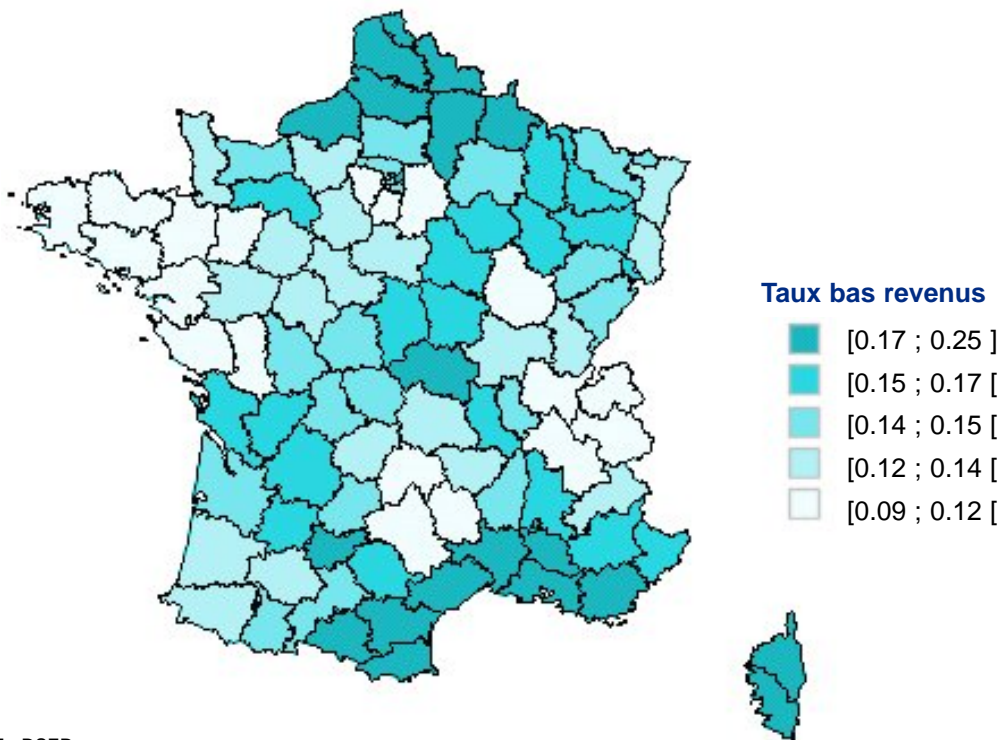 Taux bas revenus
[0.17 ; 0.25 ]
[0.15 ; 0.17 [
[0.14 ; 0.15 [
[0.12 ; 0.14 [
[0.09 ; 0.12 [